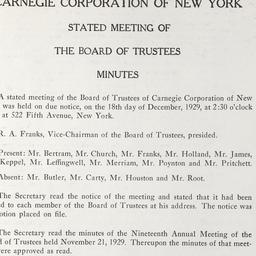 CARNEGIE CORPORATION OF NEW YORK
STATED MEETING OF
THE BOARD OF TRUSTEES
MINUTES
A stated meeting of the Board of Trustees of Carnegie Corporation of New
was held on due notice, on the 18th day of December, 1929, at 2:30 o'clock
at 522 Fifth Avenue, New York.
R. A. Franks, Vice-Chairman of the Board of Trustees, presided.
Present: Mr. Bertram, Mr. Church, Mr. Franks, Mr. Holland, Mr. James,
Keppel, Mr. Leffingwell, Mr. Merriam, Mr. Poynton and Mr. Pritchett.
Absent: Mr. Butler, Mr. Carty, Mr. Houston and Mr. Root.
The Secretary read the notice of the meeting and stated that it had been
d to each member of the Board of Trustees at his address. The notice was
otion placed on file.
The Secretary read the minutes of the Nineteenth Annual Meeting of the
d of Trustees held November 21, 1929. Thereupon the minutes of that meet-
were approved as read.